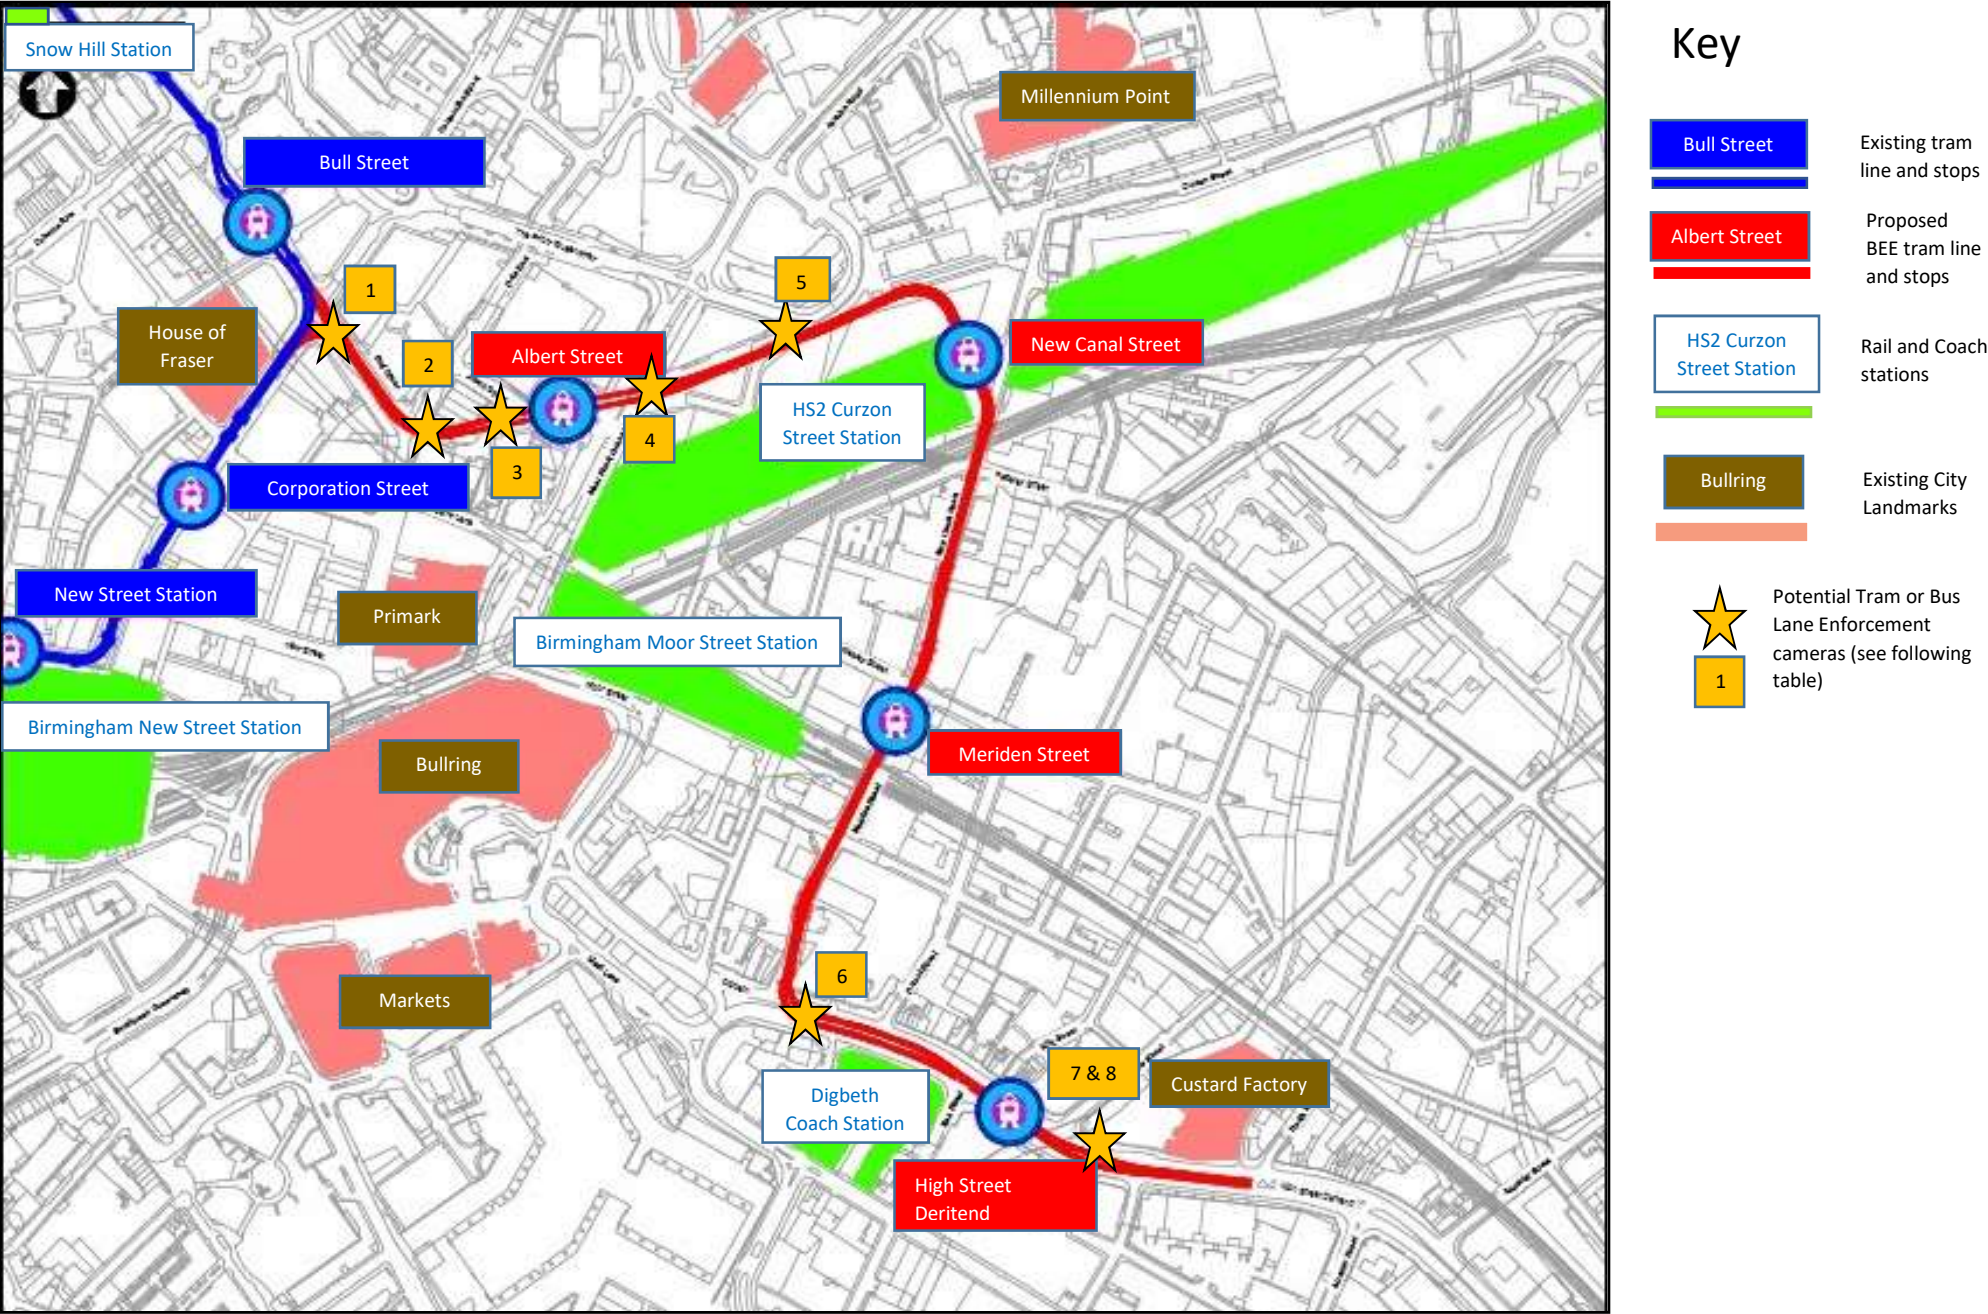 Snow Hill Station
Bull Street
Millennium Point
House of
Fraser
1
2
Albert Street
5
New Canal Street
HS2 Curzon
Street Station
4
3
Corporation Street
New Street Station
Primark
Birmingham Moor Street Station
Birmingham New Street Station
Bullring
Meriden Street
Markets
6
Digbeth
Coach Station
7 & 8
Custard Factory
High Street
Deritend
Key
Bull Street
Existing tram
line and stops
Albert Street
Proposed
BEE tram line
and stops
HS2 Curzon
Street Station
Rail and Coach
stations
Bullring
Existing City
Landmarks
Potential Tram or Bus
Lane Enforcement
cameras (see following
table)
1